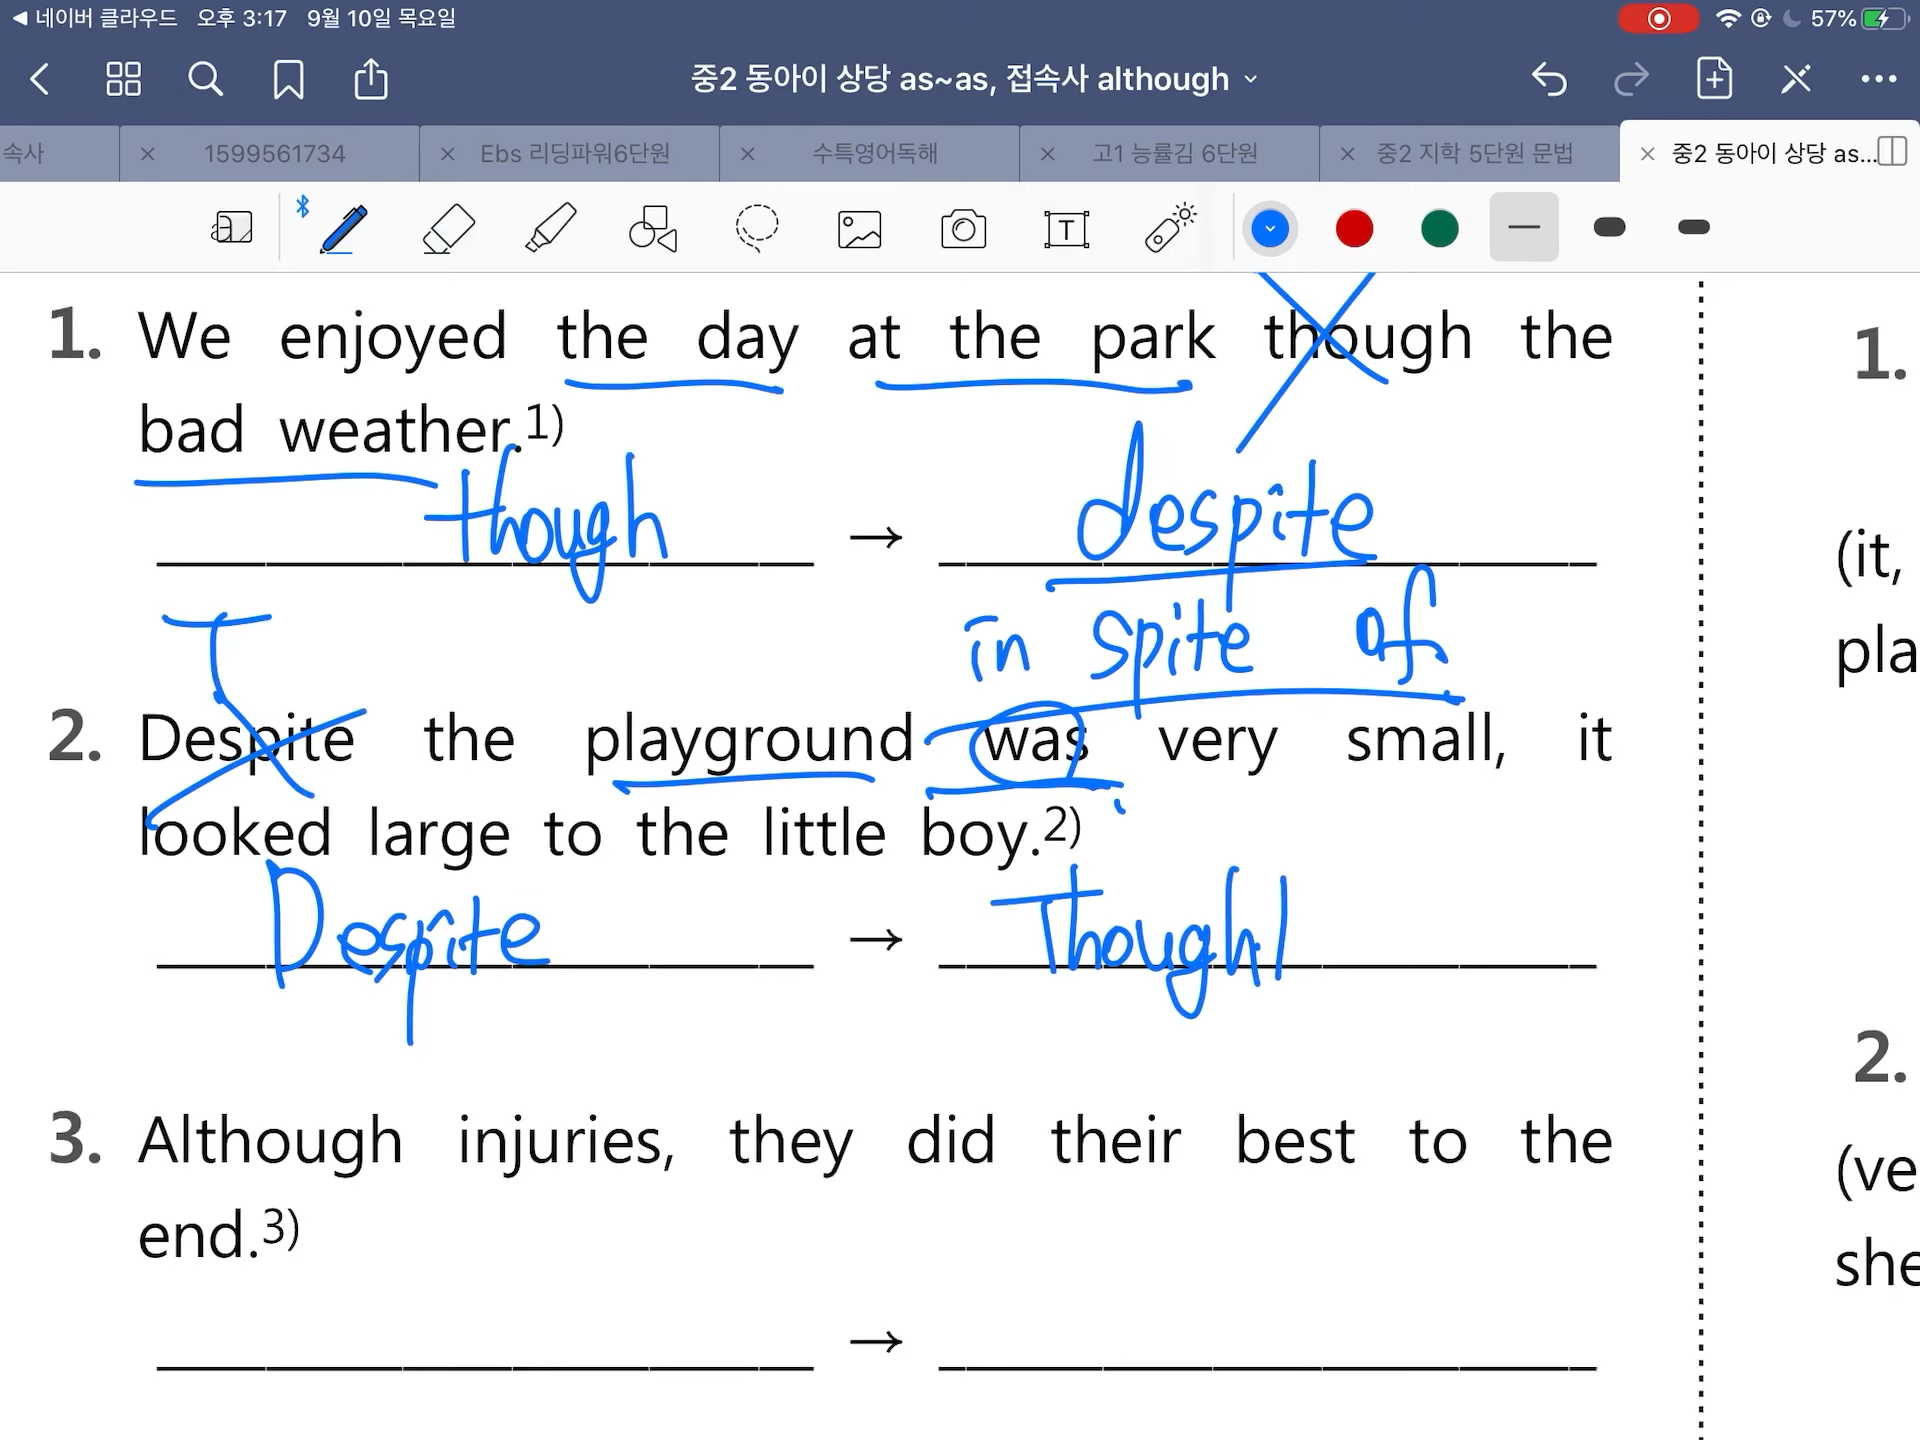 네이버 클라우드 오후 3:17 9월 10일 목요일 57%
중2 동아이 상당 as~as, 접속사 although
속사 1599561734 Ebs 리딩파워6단원 수특영어독해 고1 능률김 6단원 중2 지학 5단원 문법 중2 동아이 상당 as...
1. We enjoyed the day at the park though the
bad weather.1)
though → despite
in spite of
2. Despite the playground was very small, it
looked large to the little boy.2)
Despite → Though
3. Although injuries, they did their best to the
end.3)
→
1.
(it,
pla
2.
(ve
she